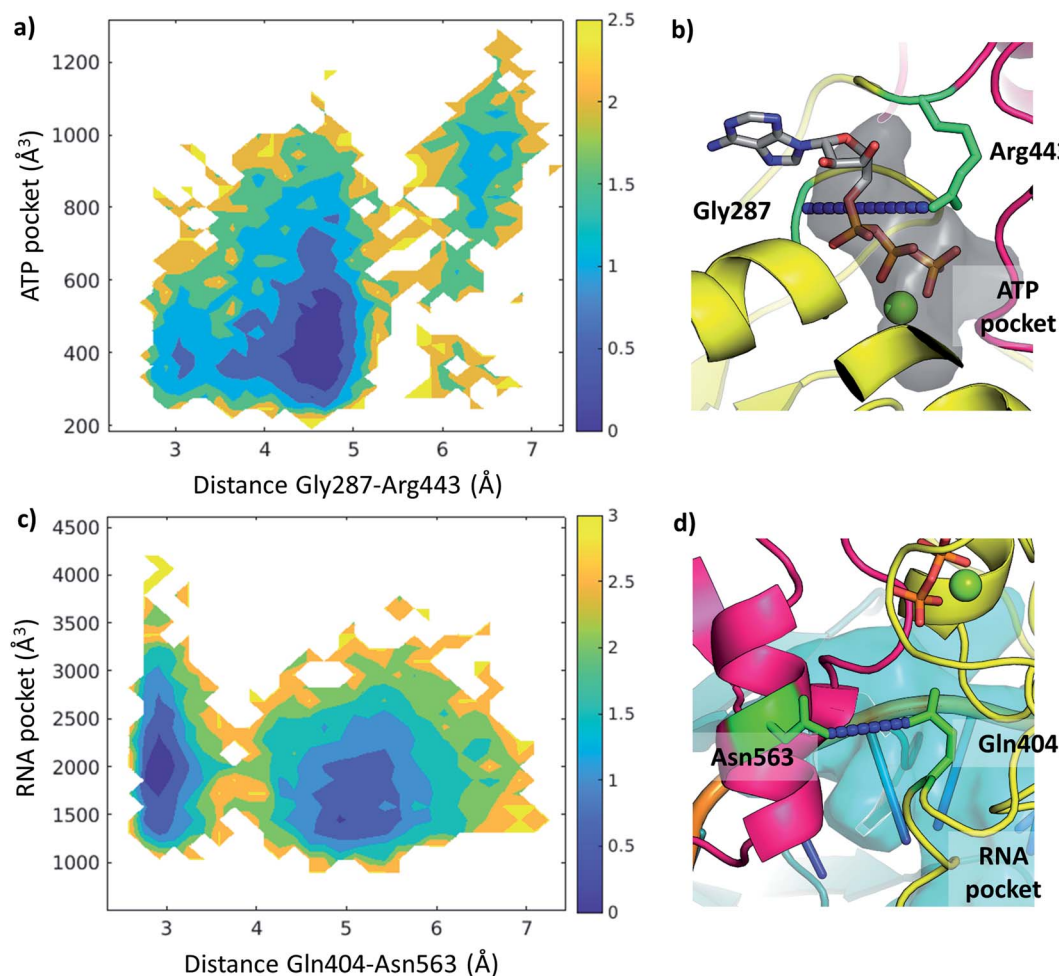 a)
ATP pocket (Å³)
1200
1000
800
600
400
200
3 4 5 6 7
Distance Gly287-Arg443 (Å)
2.5
2
1.5
1
0.5
0
b)
Arg443
Gly287
ATP
pocket
c)
RNA pocket (Å³)
4500
4000
3500
3000
2500
2000
1500
1000
3 4 5 6 7
Distance Gln404-Asn563 (Å)
3
2.5
2
1.5
1
0.5
0
d)
Asn563
Gln404
RNA
pocket